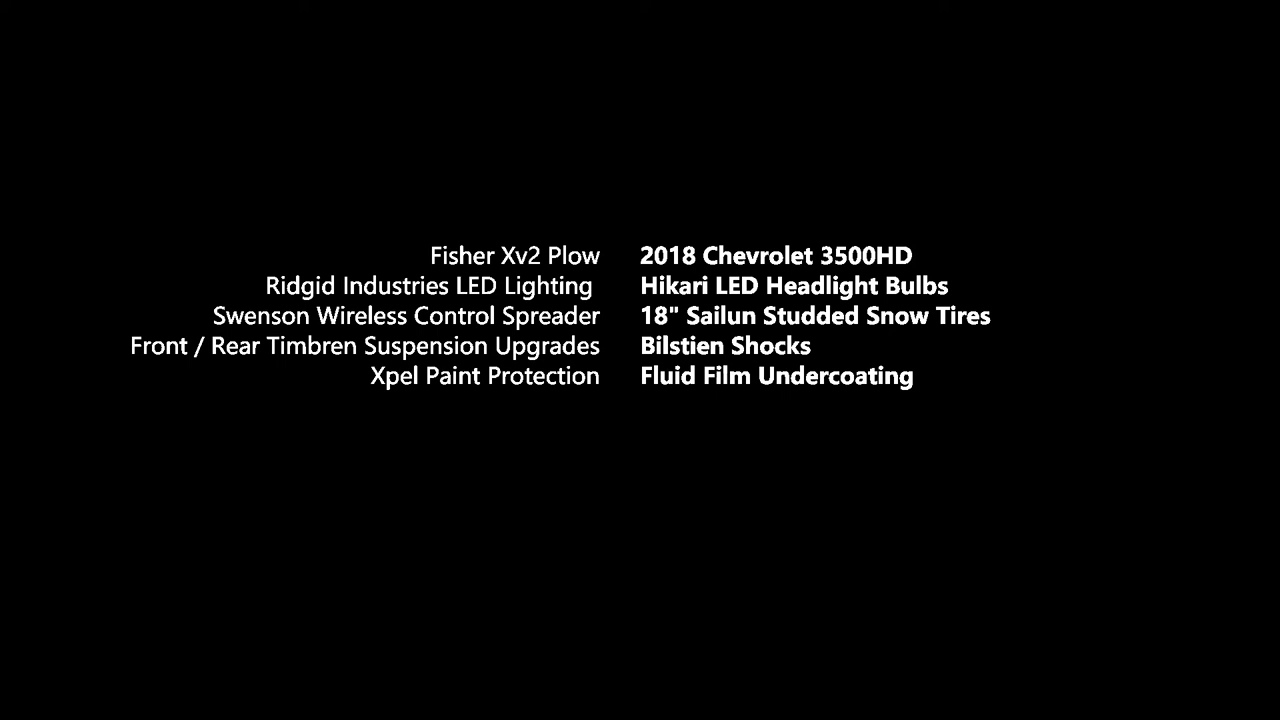 Fisher Xv2 Plow 2018 Chevrolet 3500HD
Ridgid Industries LED Lighting Hikari LED Headlight Bulbs
Swenson Wireless Control Spreader 18" Sailun Studded Snow Tires
Front / Rear Timbren Suspension Upgrades Bilstien Shocks
Xpel Paint Protection Fluid Film Undercoating